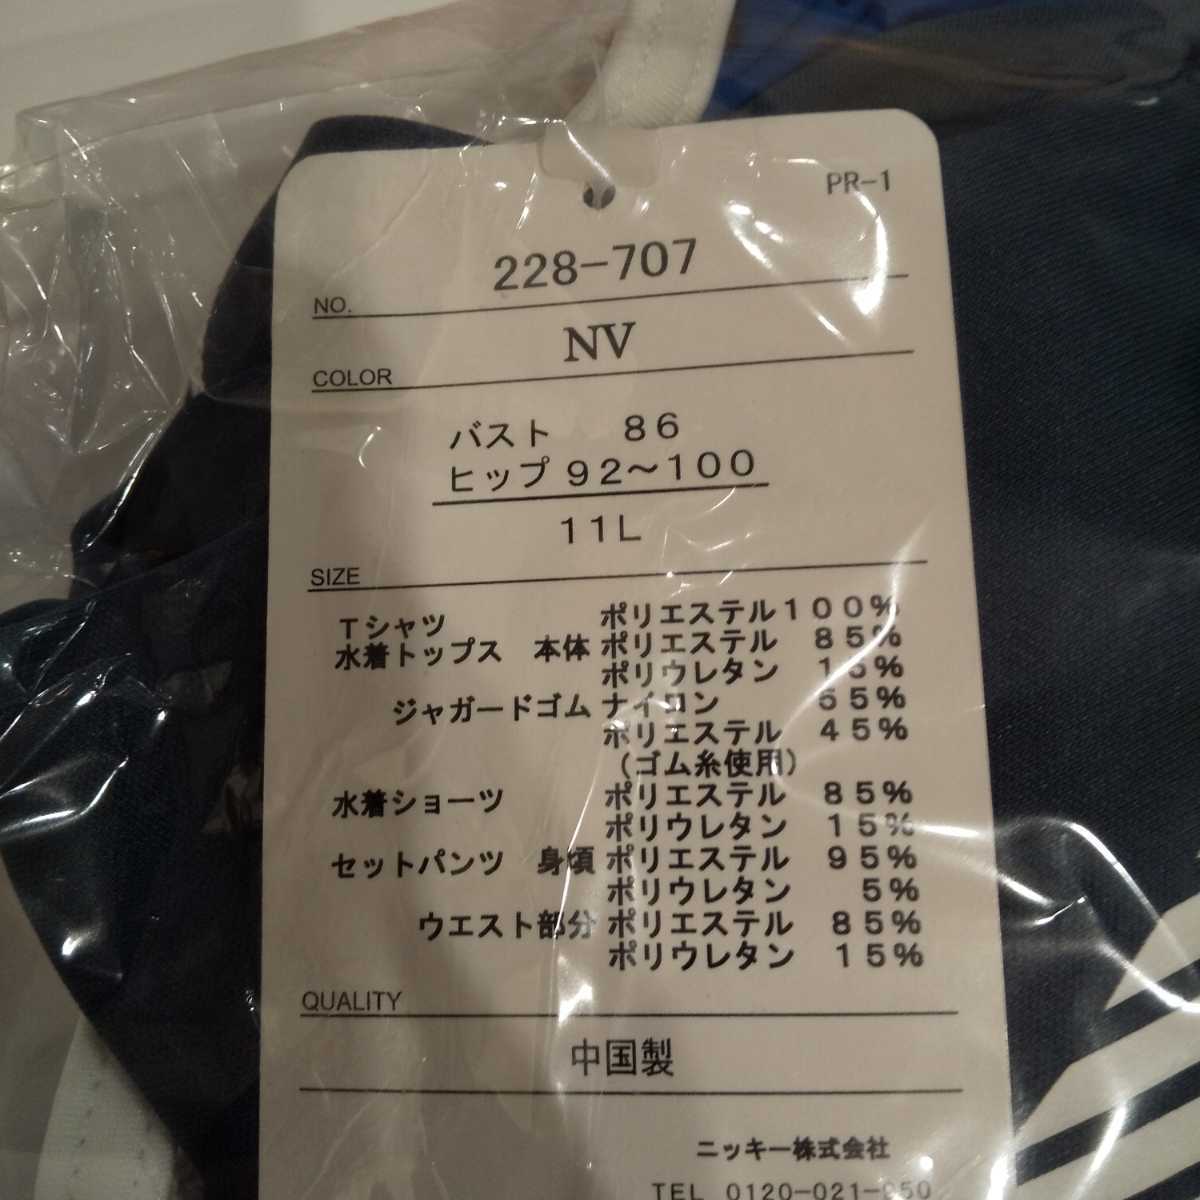 PR-1
228-707
NO.
NV
COLOR
バスト 86
ヒップ 92～100
11L
SIZE
Tシャツ ポリエステル100%
水着トップス 本体 ポリエステル 85%
ポリウレタン 15%
ジャガードゴム ナイロン 55%
ポリエステル 45%
(ゴム糸使用)
水着ショーツ ポリエステル 85%
ポリウレタン 15%
セットパンツ 身頃 ポリエステル 95%
ポリウレタン 5%
ウエスト部分 ポリエステル 85%
ポリウレタン 15%
QUALITY
中国製
ニッキー株式会社
TEL 0120-021-950